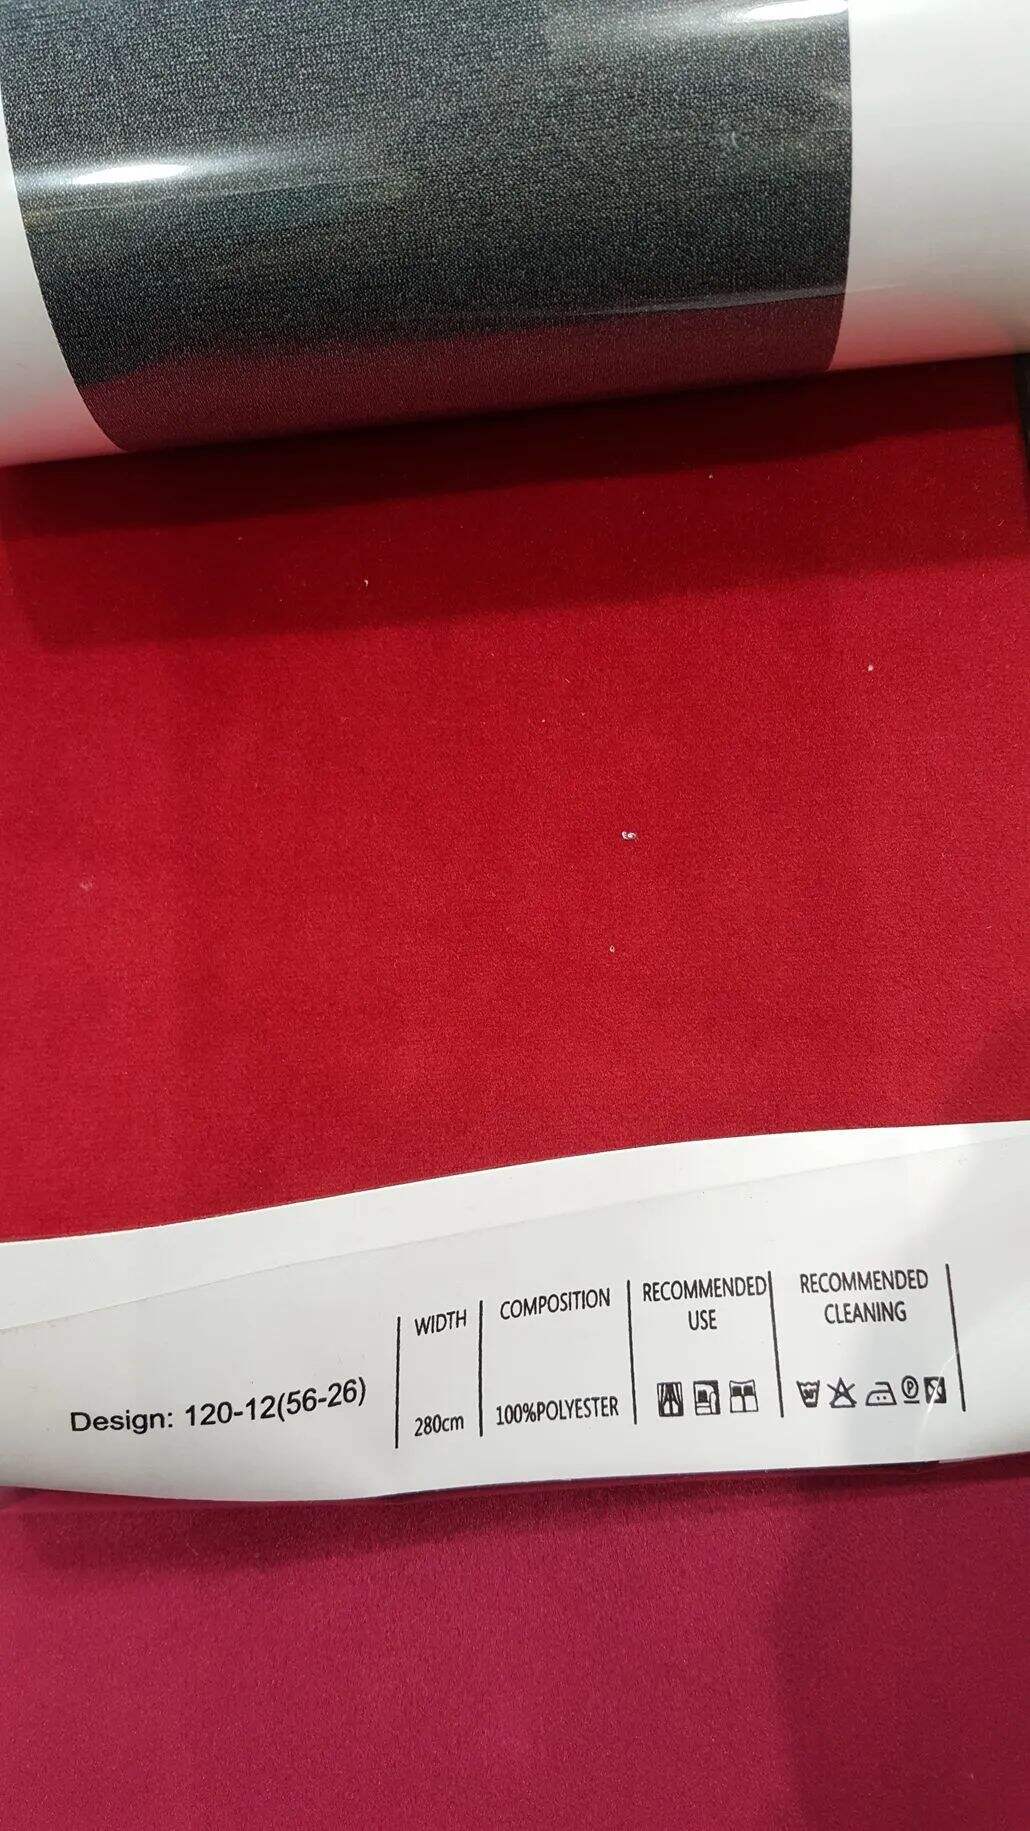 WIDTH
COMPOSITION
RECOMMENDED
USE
RECOMMENDED
CLEANING
Design: 120-12(56-26)
280cm
100%POLYESTER
P